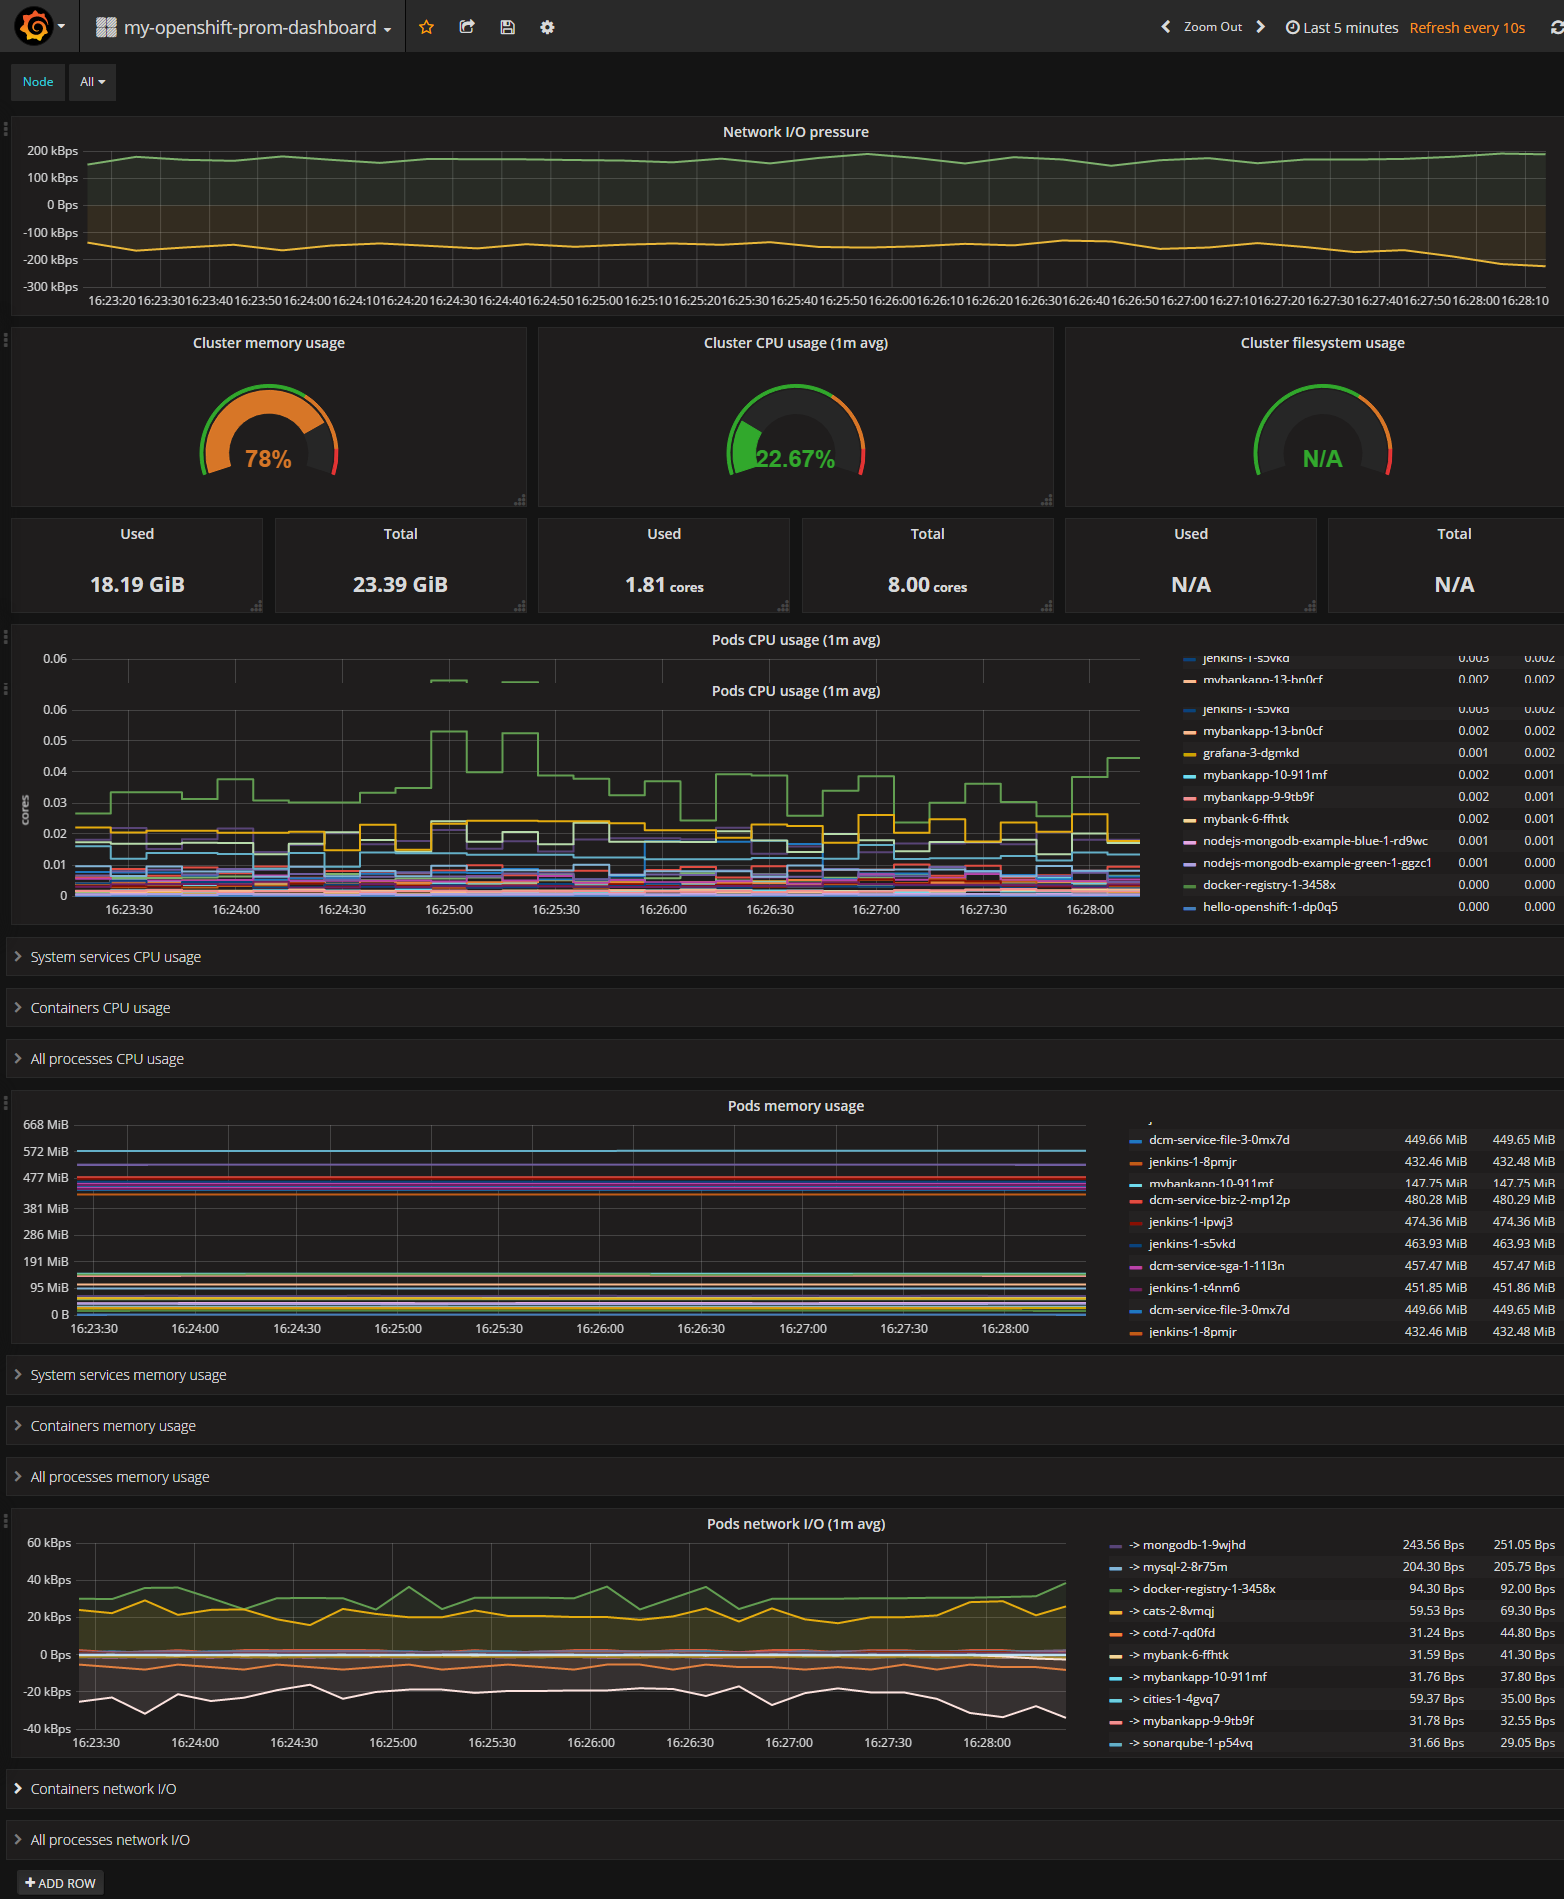 my-openshift-prom-dashboard
Zoom Out
Last 5 minutes
Refresh every 10s
Node
All
Network I/O pressure
200 kBps
100 kBps
0 Bps
-100 kBps
-200 kBps
-300 kBps
16:23:20 16:23:30 16:23:40 16:23:50 16:24:00 16:24:10 16:24:20 16:24:30 16:24:40 16:24:50 16:25:00 16:25:10 16:25:20 16:25:30 16:25:40 16:25:50 16:26:00 16:26:10 16:26:20 16:26:30 16:26:40 16:26:50 16:27:00 16:27:10 16:27:20 16:27:30 16:27:40 16:27:50 16:28:00 16:28:10
Cluster memory usage
78%
Cluster CPU usage (1m avg)
22.67%
Cluster filesystem usage
N/A
Used
18.19 GiB
Total
23.39 GiB
Used
1.81 cores
Total
8.00 cores
Used
N/A
Total
N/A
Pods CPU usage (1m avg)
0.06
jenkins-1-s5vkd 0.003 0.002
mybankapp-13-bn0cf 0.002 0.002
Pods CPU usage (1m avg)
cores
0.06
0.05
0.04
0.03
0.02
0.01
0
16:23:30 16:24:00 16:24:30 16:25:00 16:25:30 16:26:00 16:26:30 16:27:00 16:27:30 16:28:00
jenkins-1-s5vkd 0.003 0.002
mybankapp-13-bn0cf 0.002 0.002
grafana-3-dgmkd 0.001 0.002
mybankapp-10-911mf 0.002 0.001
mybankapp-9-9tb9f 0.002 0.001
mybank-6-ffhtk 0.002 0.001
nodejs-mongodb-example-blue-1-rd9wc 0.001 0.001
nodejs-mongodb-example-green-1-ggzc1 0.001 0.000
docker-registry-1-3458x 0.000 0.000
hello-openshift-1-dp0q5 0.000 0.000
System services CPU usage
Containers CPU usage
All processes CPU usage
Pods memory usage
668 MiB
572 MiB
477 MiB
381 MiB
286 MiB
191 MiB
95 MiB
0 B
16:23:30 16:24:00 16:24:30 16:25:00 16:25:30 16:26:00 16:26:30 16:27:00 16:27:30 16:28:00
dcm-service-file-3-0mx7d 449.66 MiB 449.65 MiB
jenkins-1-8pmjr 432.46 MiB 432.48 MiB
mybankapp-10-911mf 147.75 MiB 147.75 MiB
dcm-service-biz-2-mp12p 480.28 MiB 480.29 MiB
jenkins-1-lpwj3 474.36 MiB 474.36 MiB
jenkins-1-s5vkd 463.93 MiB 463.93 MiB
dcm-service-sga-1-11l3n 457.47 MiB 457.47 MiB
jenkins-1-t4nm6 451.85 MiB 451.86 MiB
dcm-service-file-3-0mx7d 449.66 MiB 449.65 MiB
jenkins-1-8pmjr 432.46 MiB 432.48 MiB
System services memory usage
Containers memory usage
All processes memory usage
Pods network I/O (1m avg)
60 kBps
40 kBps
20 kBps
0 Bps
-20 kBps
-40 kBps
16:23:30 16:24:00 16:24:30 16:25:00 16:25:30 16:26:00 16:26:30 16:27:00 16:27:30 16:28:00
-> mongodb-1-9wjhd 243.56 Bps 251.05 Bps
-> mysql-2-8r75m 204.30 Bps 205.75 Bps
-> docker-registry-1-3458x 94.30 Bps 92.00 Bps
-> cats-2-8vmqj 59.53 Bps 69.30 Bps
-> cotd-7-qd0fd 31.24 Bps 44.80 Bps
-> mybank-6-ffhtk 31.59 Bps 41.30 Bps
-> mybankapp-10-911mf 31.76 Bps 37.80 Bps
-> cities-1-4gvq7 59.37 Bps 35.00 Bps
-> mybankapp-9-9tb9f 31.78 Bps 32.55 Bps
-> sonarqube-1-p54vq 31.66 Bps 29.05 Bps
Containers network I/O
All processes network I/O
+ ADD ROW